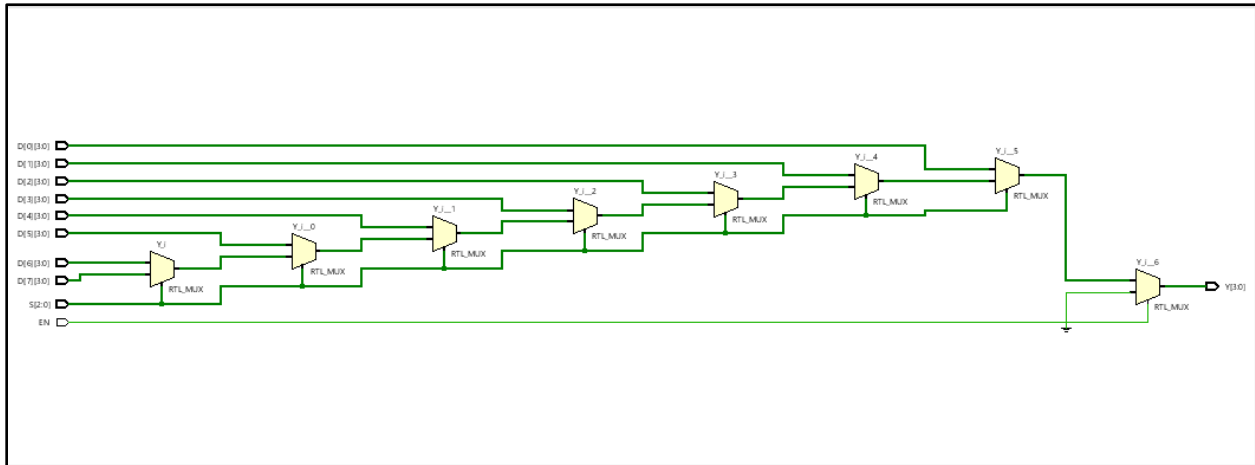 D[0][3:0]
D[1][3:0]
D[2][3:0]
D[3][3:0]
D[4][3:0]
D[5][3:0]
D[6][3:0]
D[7][3:0]
S[2:0]
EN
Y_i
RTL_MUX
Y_i__0
RTL_MUX
Y_i__1
RTL_MUX
Y_i__2
RTL_MUX
Y_i__3
RTL_MUX
Y_i__4
RTL_MUX
Y_i__5
RTL_MUX
Y_i__6
RTL_MUX
Y[3:0]